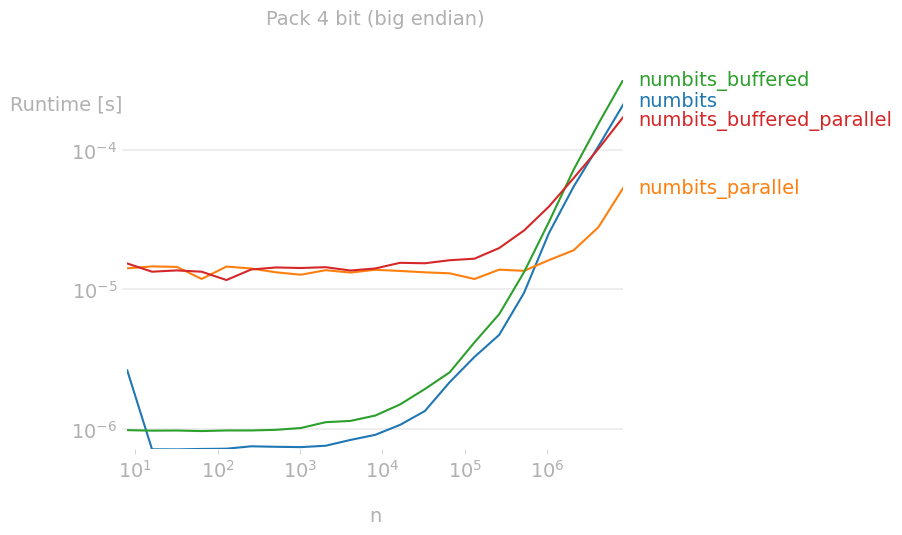 Pack 4 bit (big endian)
Runtime [s]
10⁻⁴
10⁻⁵
10⁻⁶
10¹ 10² 10³ 10⁴ 10⁵ 10⁶
n
numbits_buffered
numbits
numbits_buffered_parallel
numbits_parallel